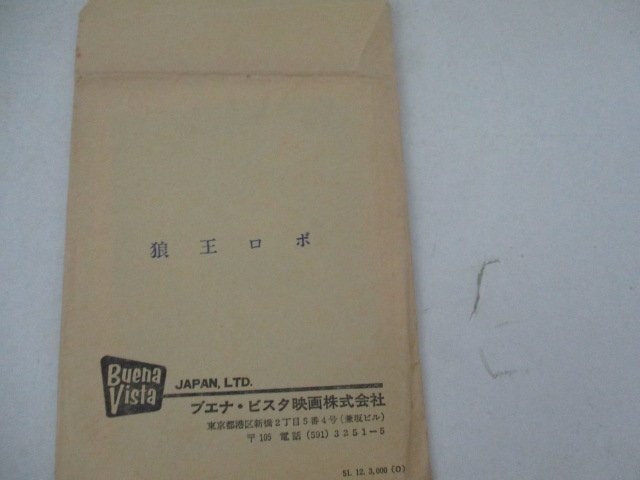 狼王ロボ
Buena Vista
JAPAN, LTD.
ブエナ・ビスタ映画株式会社
東京都港区新橋2丁目5番4号(兼坂ビル)
〒105 電話(591)3251-5
51. 12. 3,000 (O)